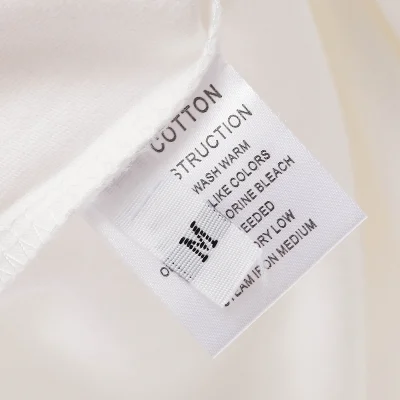 COTTON
STRUCTION
WASH WARM
LIKE COLORS
ORINE BLEACH
EEDED
DRY LOW
IRON MEDIUM
M